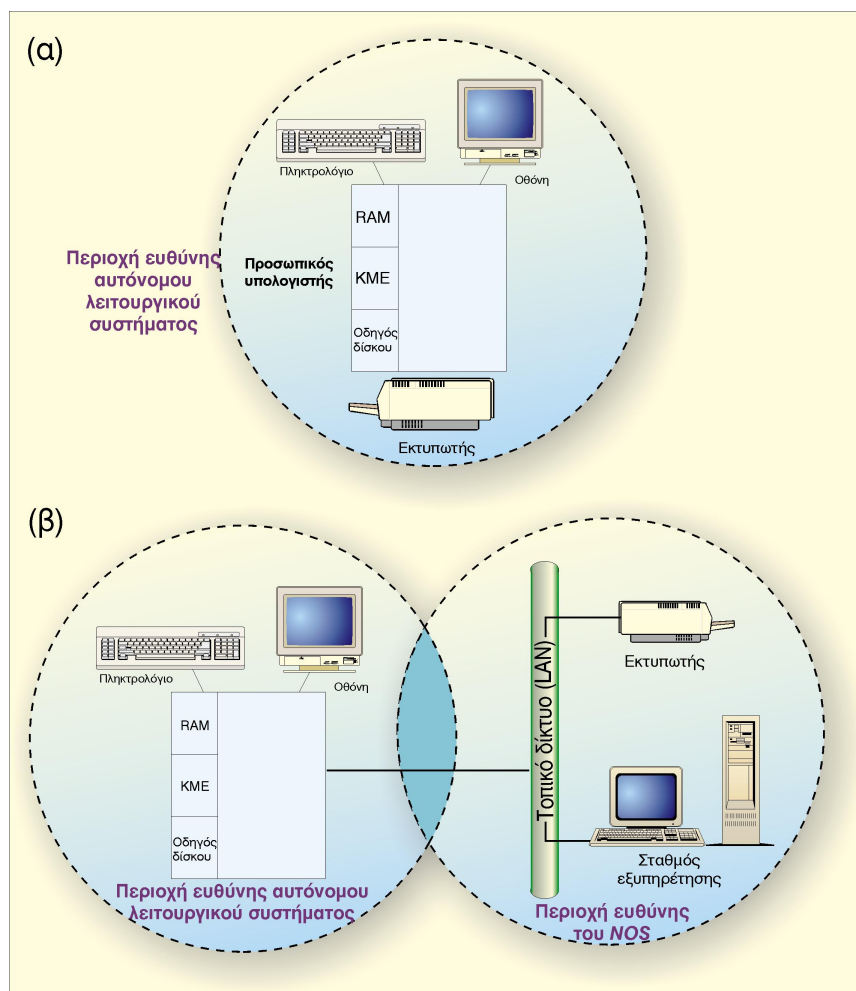 (α)
Πληκτρολόγιο
Οθόνη
RAM
Περιοχή ευθύνης
αυτόνομου
λειτουργικού
συστήματος
Προσωπικός
υπολογιστής
ΚΜΕ
Οδηγός
δίσκου
Εκτυπωτής
(β)
Πληκτρολόγιο
Οθόνη
RAM
ΚΜΕ
Οδηγός
δίσκου
Περιοχή ευθύνης αυτόνομου
λειτουργικού συστήματος
Τοπικό δίκτυο (LAN)
Εκτυπωτής
Σταθμός
εξυπηρέτησης
Περιοχή ευθύνης
του NOS